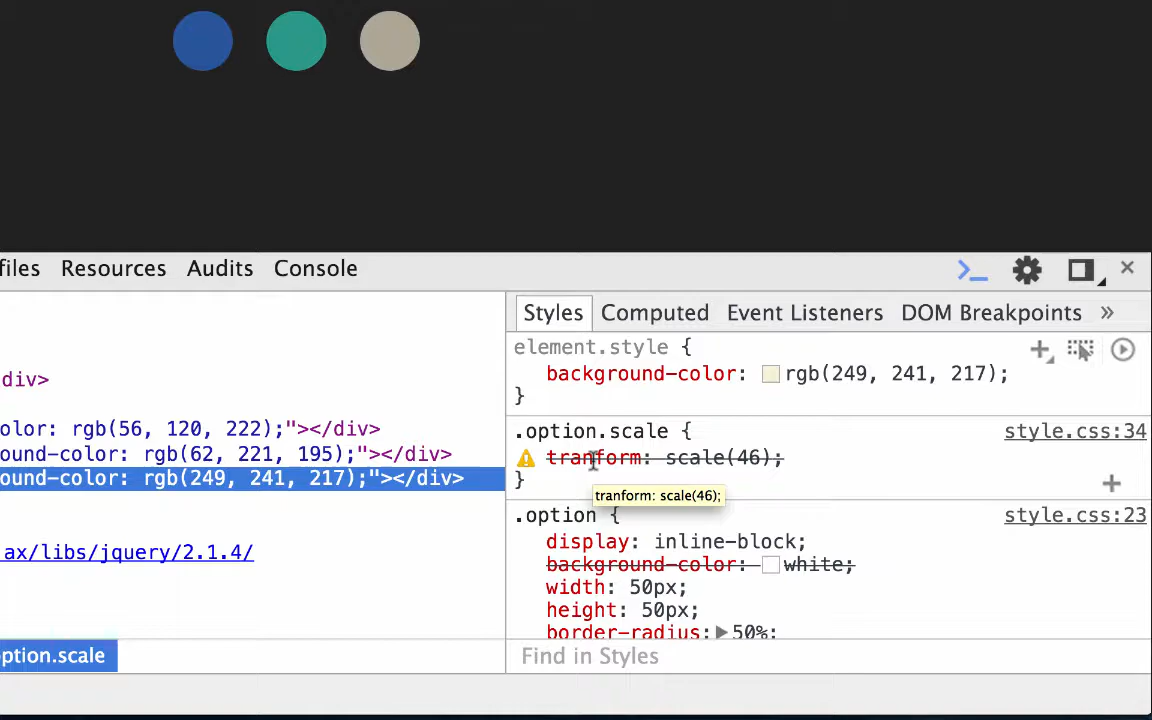 files Resources Audits Console
Styles Computed Event Listeners DOM Breakpoints »
element.style {
background-color: rgb(249, 241, 217);
}
.option.scale { style.css:34
tranform: scale(46);
}
tranform: scale(46);
.option { style.css:23
display: inline-block;
background-color: white;
width: 50px;
height: 50px;
border-radius: 50%;
Find in Styles
div>
olor: rgb(56, 120, 222);"></div>
ound-color: rgb(62, 221, 195);"></div>
ound-color: rgb(249, 241, 217);"></div>
ax/libs/jquery/2.1.4/
ption.scale